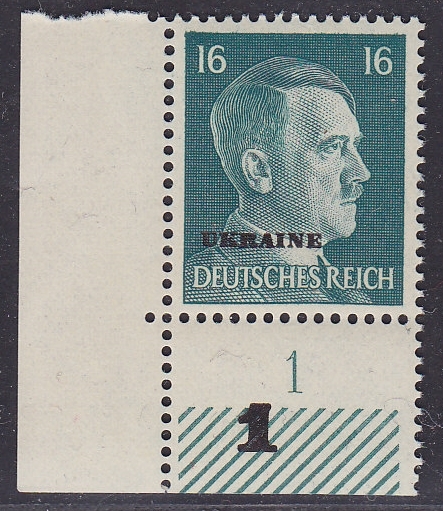 16 16
UKRAINE
DEUTSCHES REICH
1
1